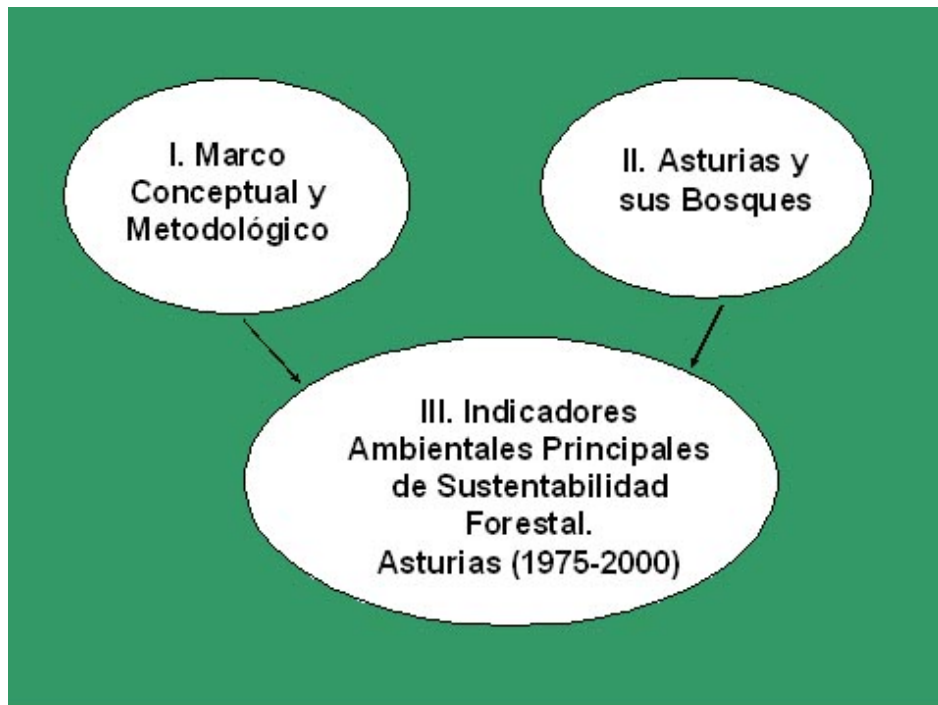 I. Marco
Conceptual y
Metodológico
II. Asturias y
sus Bosques
III. Indicadores
Ambientales Principales
de Sustentabilidad
Forestal.
Asturias (1975-2000)